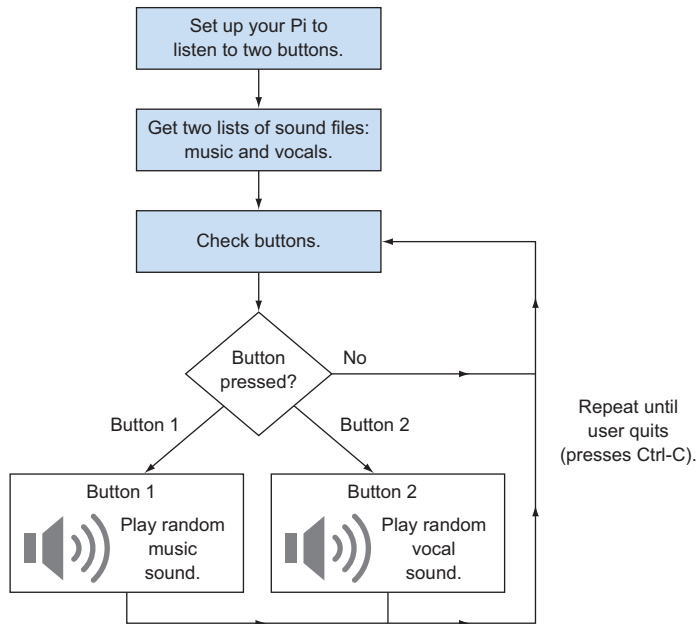 Set up your Pi to
listen to two buttons.
Get two lists of sound files:
music and vocals.
Check buttons.
Button
pressed?
No
Button 1
Button 2
Repeat until
user quits
(presses Ctrl-C).
Button 1
Play random
music
sound.
Button 2
Play random
vocal
sound.